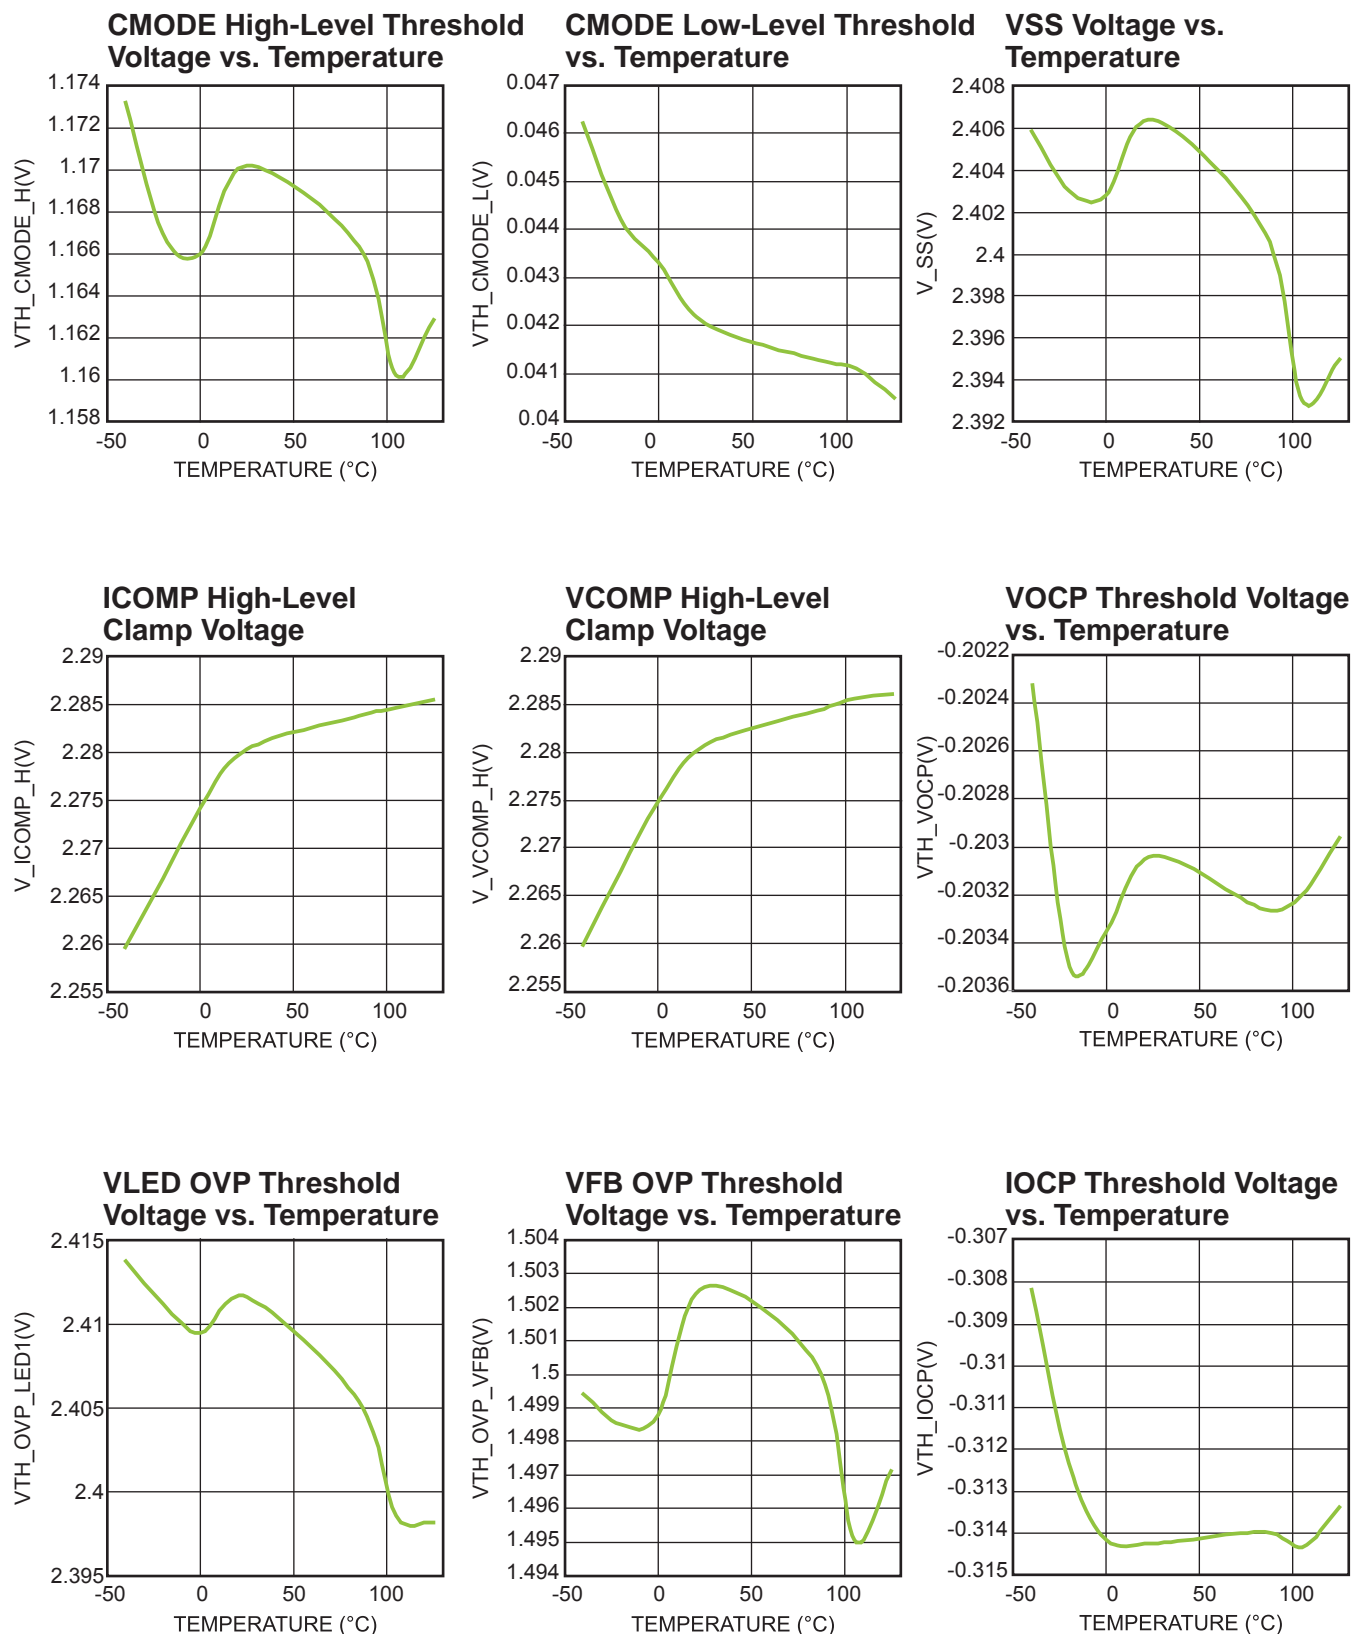 CMODE High-Level Threshold
Voltage vs. Temperature
1.174
1.172
1.17
1.168
1.166
1.164
1.162
1.16
1.158
VTH_CMODE_H(V)
-50 0 50 100
TEMPERATURE (°C)
CMODE Low-Level Threshold
vs. Temperature
0.047
0.046
0.045
0.044
0.043
0.042
0.041
0.04
VTH_CMODE_L(V)
-50 0 50 100
TEMPERATURE (°C)
VSS Voltage vs.
Temperature
2.408
2.406
2.404
2.402
2.4
2.398
2.396
2.394
2.392
V_SS(V)
-50 0 50 100
TEMPERATURE (°C)
ICOMP High-Level
Clamp Voltage
2.29
2.285
2.28
2.275
2.27
2.265
2.26
2.255
V_ICOMP_H(V)
-50 0 50 100
TEMPERATURE (°C)
VCOMP High-Level
Clamp Voltage
2.29
2.285
2.28
2.275
2.27
2.265
2.26
2.255
V_VCOMP_H(V)
-50 0 50 100
TEMPERATURE (°C)
VOCP Threshold Voltage
vs. Temperature
-0.2022
-0.2024
-0.2026
-0.2028
-0.203
-0.2032
-0.2034
-0.2036
VTH_VOCP(V)
-50 0 50 100
TEMPERATURE (°C)
VLED OVP Threshold
Voltage vs. Temperature
2.415
2.41
2.405
2.4
2.395
VTH_OVP_LED1(V)
-50 0 50 100
TEMPERATURE (°C)
VFB OVP Threshold
Voltage vs. Temperature
1.504
1.503
1.502
1.501
1.5
1.499
1.498
1.497
1.496
1.495
1.494
VTH_OVP_VFB(V)
-50 0 50 100
TEMPERATURE (°C)
IOCP Threshold Voltage
vs. Temperature
-0.307
-0.308
-0.309
-0.31
-0.311
-0.312
-0.313
-0.314
-0.315
VTH_IOCP(V)
-50 0 50 100
TEMPERATURE (°C)